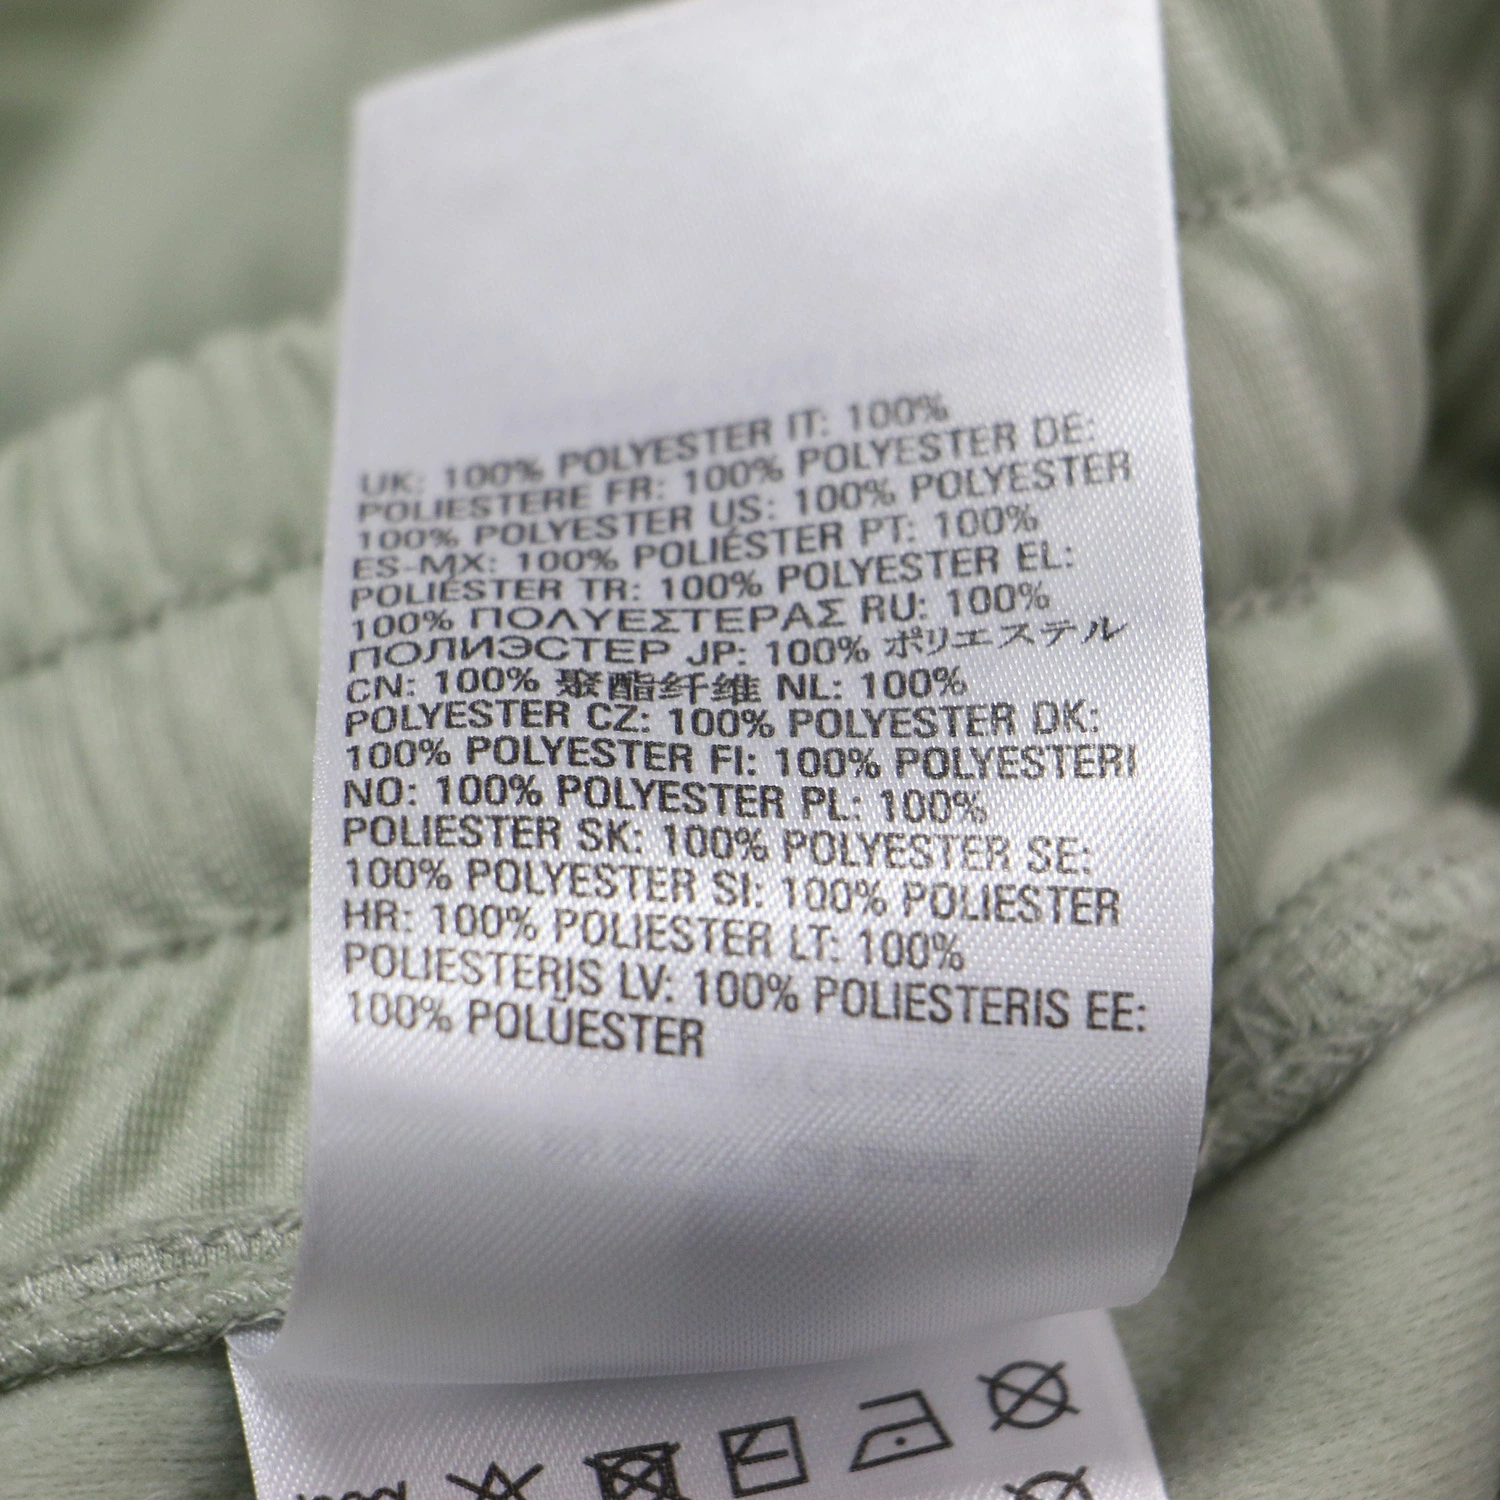 UK: 100% POLYESTER IT: 100%
POLIESTERE FR: 100% POLYESTER DE:
100% POLYESTER US: 100% POLYESTER
ES-MX: 100% POLIÉSTER PT: 100%
POLIÉSTER TR: 100% POLYESTER EL:
100% ΠΟΛΥΕΣΤΕΡΑΣ RU: 100%
ПОЛИЭСТЕР JP: 100% ポリエステル
CN: 100% 聚酯纤维 NL: 100%
POLYESTER CZ: 100% POLYESTER DK:
100% POLYESTER FI: 100% POLYESTERI
NO: 100% POLYESTER PL: 100%
POLIESTER SK: 100% POLYESTER SE:
100% POLYESTER SI: 100% POLIESTER
HR: 100% POLIESTER LT: 100%
POLIESTERIS LV: 100% POLIESTERIS EE:
100% POLÜESTER